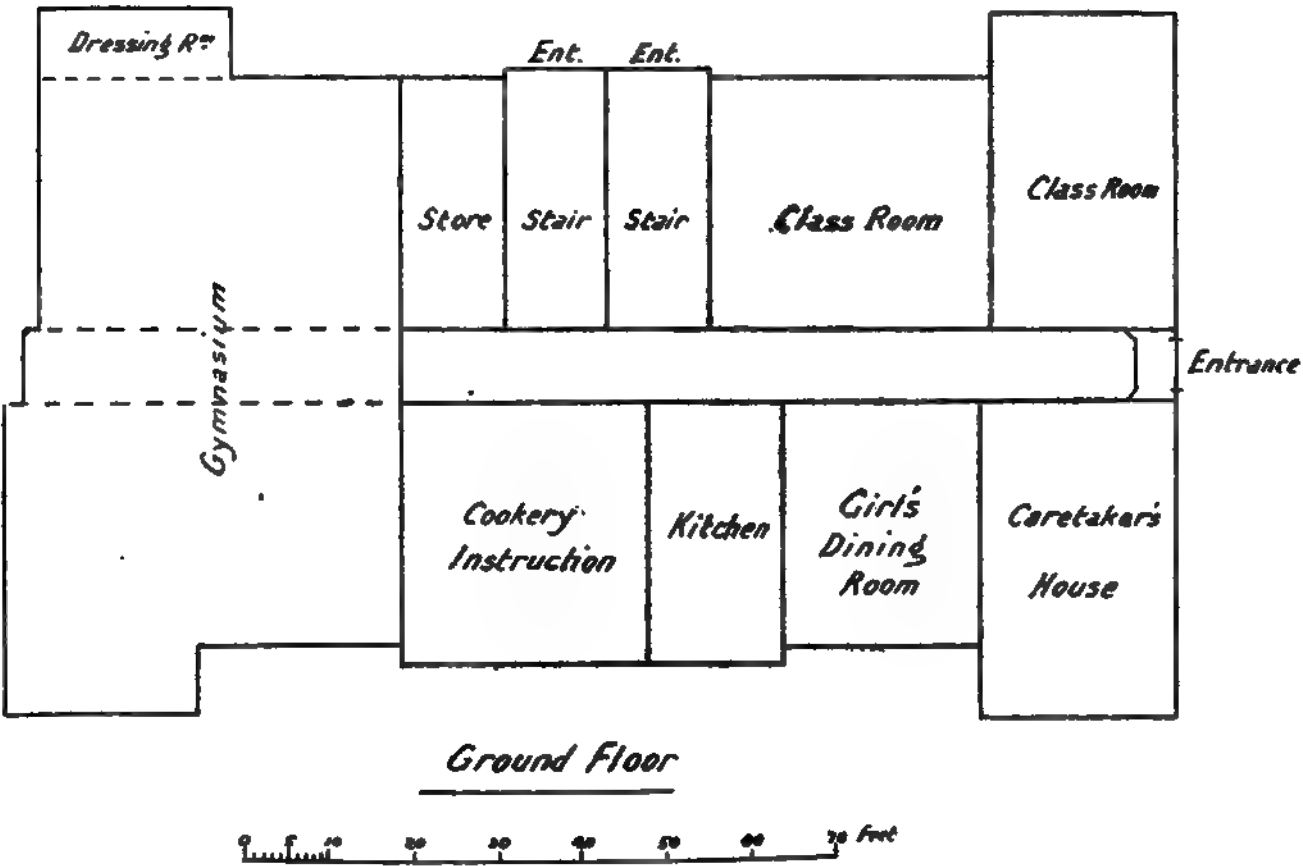 Dressing Rm
Ent. Ent.
Store
Stair
Stair
Class Room
Class Room
Entrance
Gymnasium
Cookery
Instruction
Kitchen
Girl's
Dining
Room
Caretaker's
House
Ground Floor
0 5 10 20 30 40 50 60 70 Feet